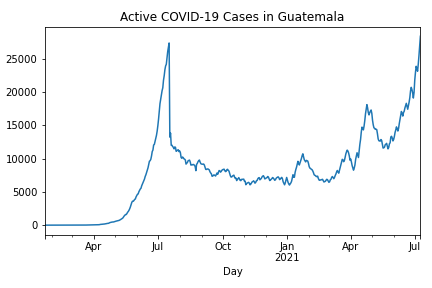 Active COVID-19 Cases in Guatemala
25000
20000
15000
10000
5000
0
Apr
Jul
Oct
Jan
2021
Apr
Jul
Day